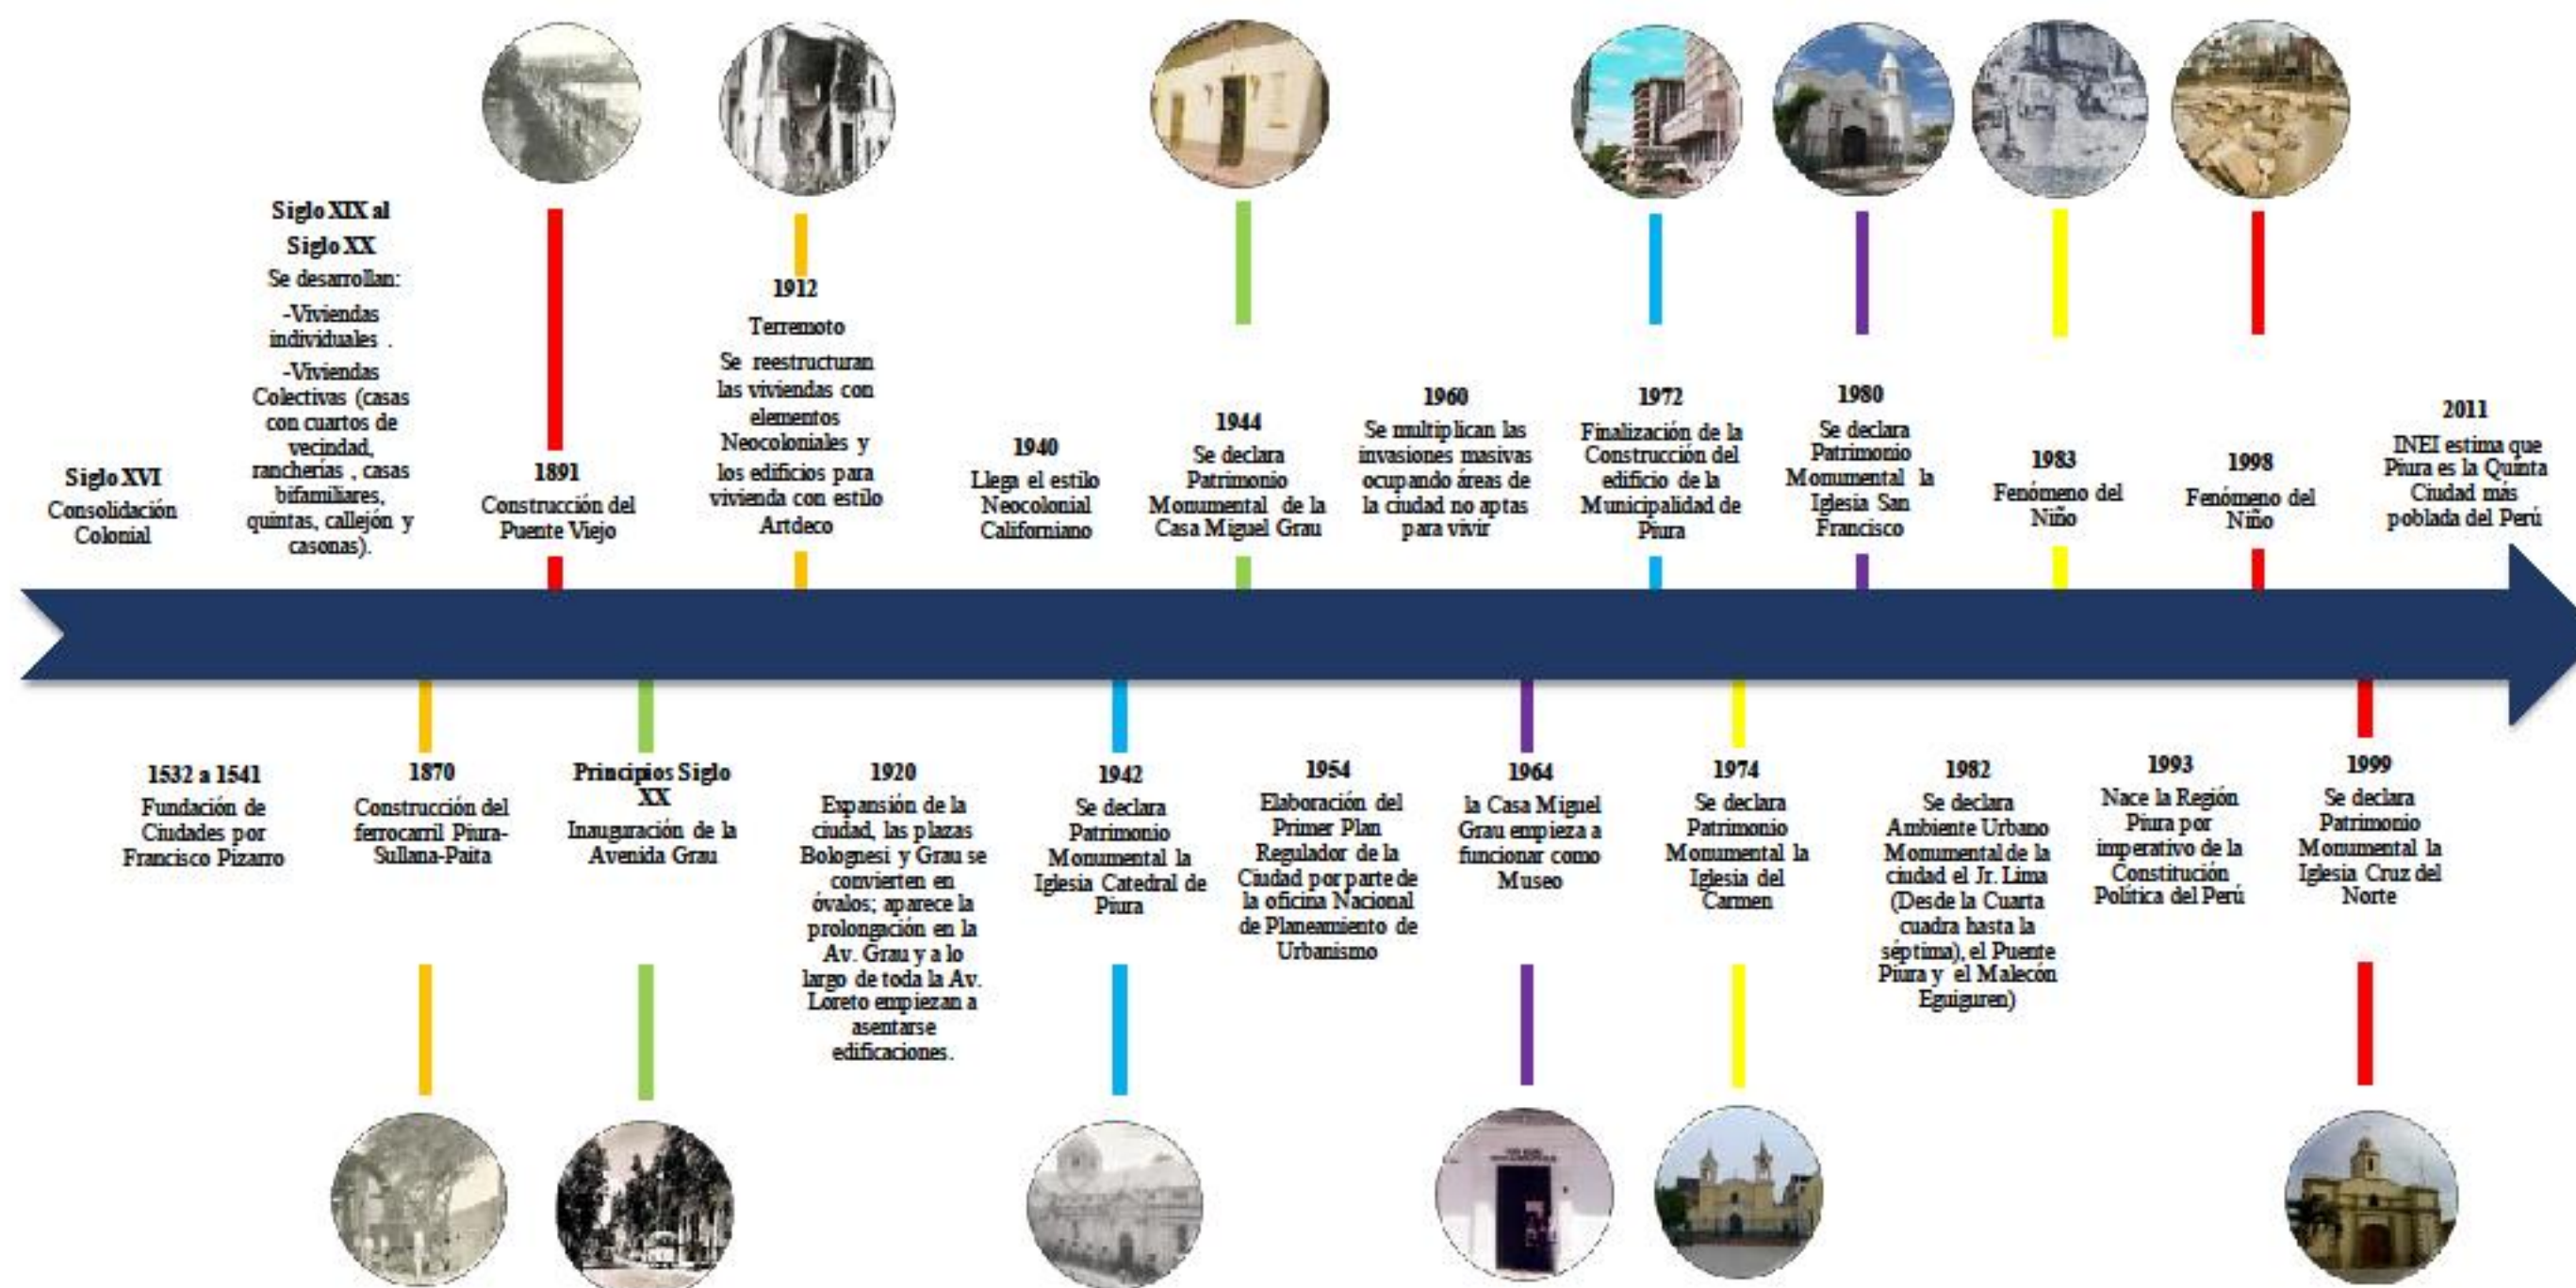 Siglo XVI
Consolidación
Colonial
Siglo XIX al
Siglo XX
Se desarrollan:
-Viviendas
individuales .
-Viviendas
Colectivas (casas
con cuartos de
vecindad,
rancherías , casas
bifamiliares,
quintas, callejón y
casonas).
1891
Construcción del
Puente Viejo
1912
Terremoto
Se reestructuran
las viviendas con
elementos
Neocoloniales y
los edificios para
vivienda con estilo
Artdeco
1940
Llega el estilo
Neocolonial
Californiano
1944
Se declara
Patrimonio
Monumental de la
Casa Miguel Grau
1960
Se multiplican las
invasiones masivas
ocupando áreas de
la ciudad no aptas
para vivir
1972
Finalización de la
Construcción del
edificio de la
Municipalidad de
Piura
1980
Se declara
Patrimonio
Monumental la
Iglesia San
Francisco
1983
Fenómeno del
Niño
1998
Fenómeno del
Niño
2011
INEI estima que
Piura es la Quinta
Ciudad más
poblada del Perú
1532 a 1541
Fundación de
Ciudades por
Francisco Pizarro
1870
Construcción del
ferrocarril Piura-
Sullana-Paita
Principios Siglo
XX
Inauguración de la
Avenida Grau
1920
Expansión de la
ciudad, las plazas
Bolognesi y Grau se
convierten en
óvalos; aparece la
prolongación en la
Av. Grau y a lo
largo de toda la Av.
Loreto empiezan a
asentarse
edificaciones.
1942
Se declara
Patrimonio
Monumental la
Iglesia Catedral de
Piura
1954
Elaboración del
Primer Plan
Regulador de la
Ciudad por parte de
la oficina Nacional
de Planeamiento de
Urbanismo
1964
la Casa Miguel
Grau empieza a
funcionar como
Museo
1974
Se declara
Patrimonio
Monumental la
Iglesia del
Carmen
1982
Se declara
Ambiente Urbano
Monumental de la
ciudad el Jr. Lima
(Desde la Cuarta
cuadra hasta la
séptima), el Puente
Piura y el Malecón
Eguiguren)
1993
Nace la Región
Piura por
imperativo de la
Constitución
Política del Perú
1999
Se declara
Patrimonio
Monumental la
Iglesia Cruz del
Norte